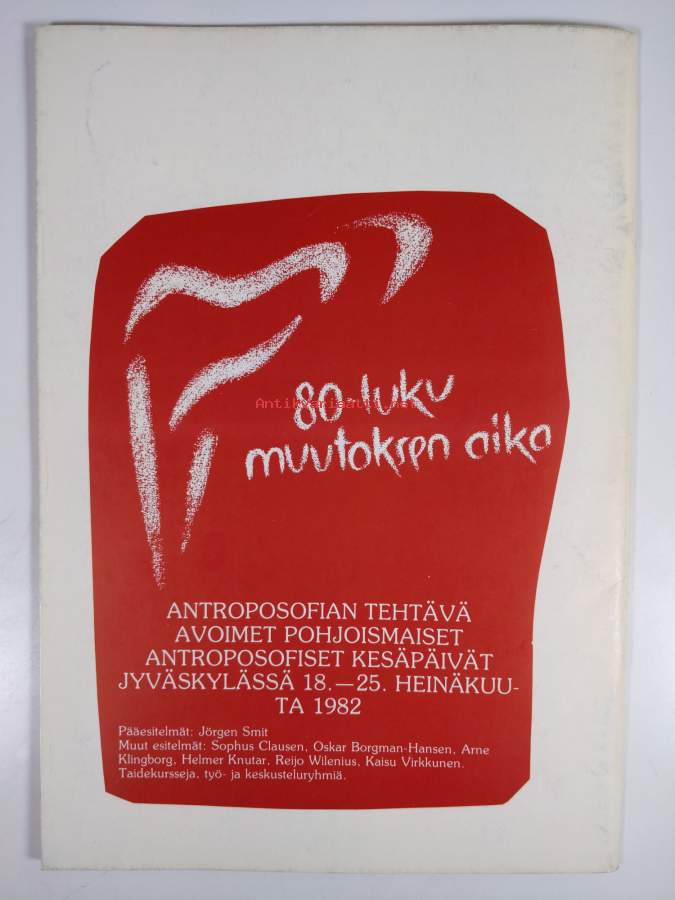 80 luku
Antikvariaatti.net
muutoksen aika
ANTROPOSOFIAN TEHTÄVÄ
AVOIMET POHJOISMAISET
ANTROPOSOFISET KESÄPÄIVÄT
JYVÄSKYLÄSSÄ 18.—25. HEINÄKUU-
TA 1982
Pääesitelmät: Jörgen Smit
Muut esitelmät: Sophus Clausen, Oskar Borgman-Hansen, Arne
Klingborg, Helmer Knutar, Reijo Wilenius, Kaisu Virkkunen.
Taidekursseja, työ- ja keskusteluryhmiä.